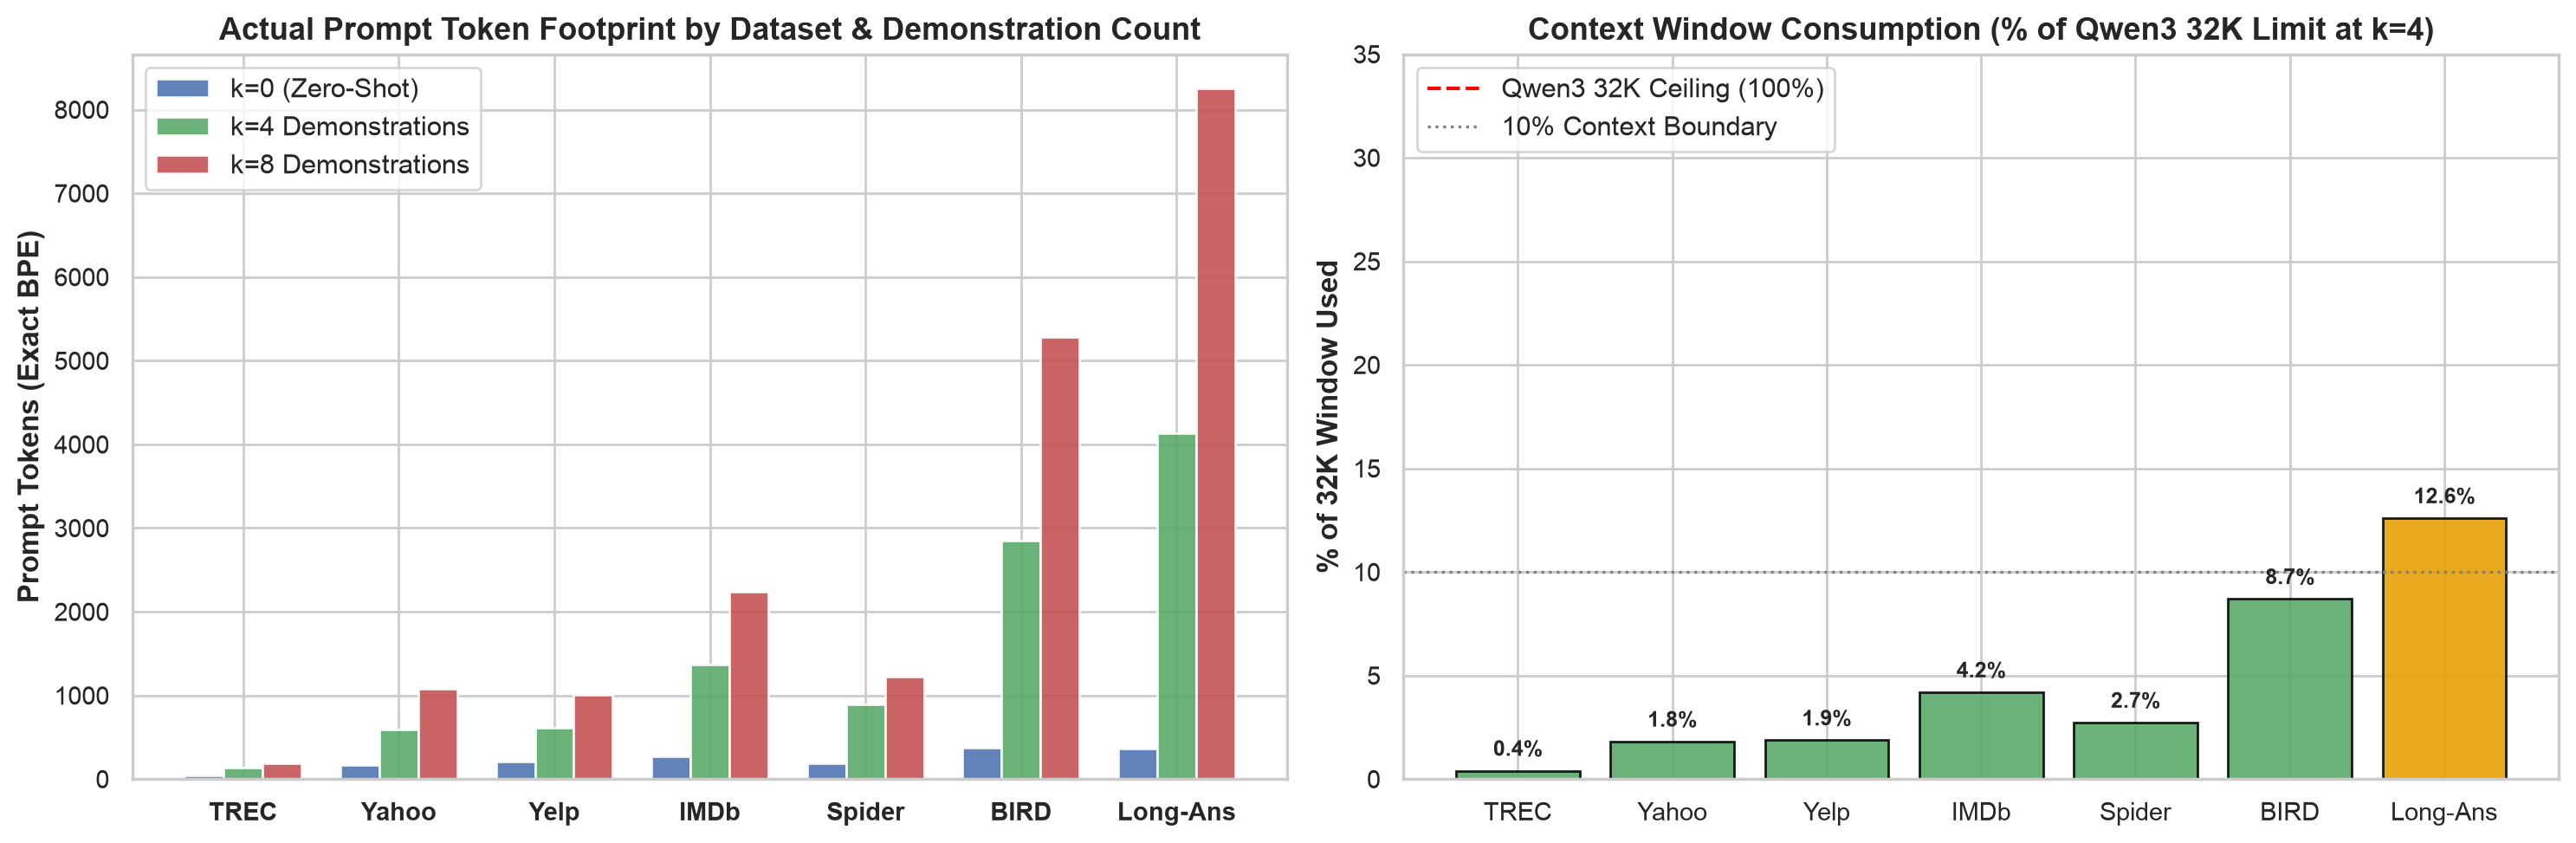 Actual Prompt Token Footprint by Dataset & Demonstration Count
k=0 (Zero-Shot)
k=4 Demonstrations
k=8 Demonstrations
Prompt Tokens (Exact BPE)
8000
7000
6000
5000
4000
3000
2000
1000
0
TREC
Yahoo
Yelp
IMDb
Spider
BIRD
Long-Ans
Context Window Consumption (% of Qwen3 32K Limit at k=4)
Qwen3 32K Ceiling (100%)
10% Context Boundary
% of 32K Window Used
35
30
25
20
15
10
5
0
0.4%
1.8%
1.9%
4.2%
2.7%
8.7%
12.6%
TREC
Yahoo
Yelp
IMDb
Spider
BIRD
Long-Ans